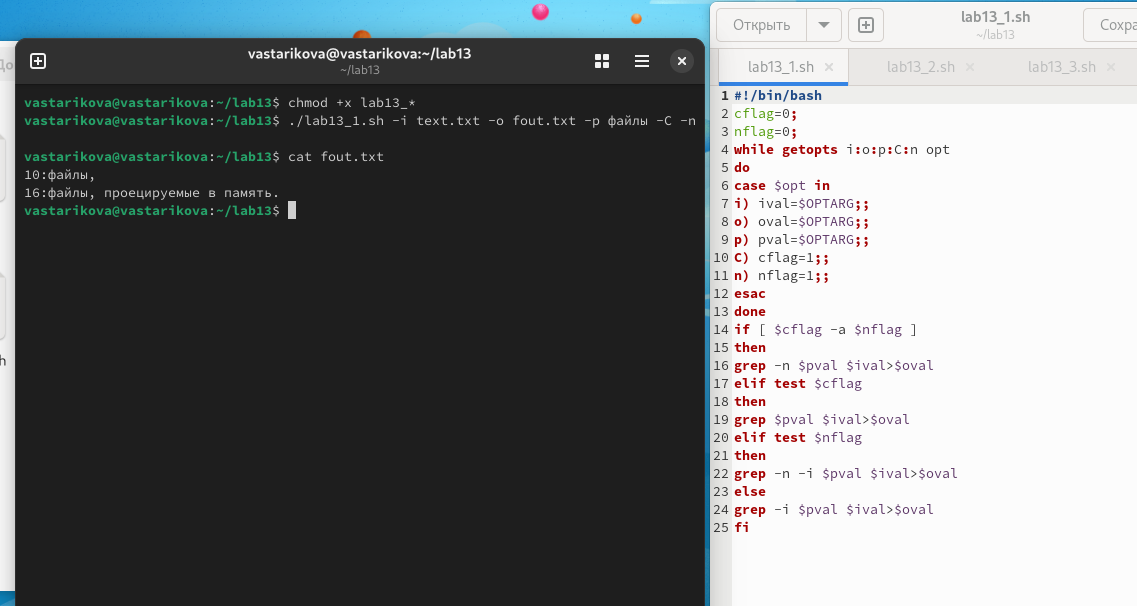 vastarikova@vastarikova:~/lab13
~/lab13
vastarikova@vastarikova:~/lab13$ chmod +x lab13_*
vastarikova@vastarikova:~/lab13$ ./lab13_1.sh -i text.txt -o fout.txt -p файлы -C -n
vastarikova@vastarikova:~/lab13$ cat fout.txt
10:файлы,
16:файлы, проецируемые в память.
vastarikova@vastarikova:~/lab13$
Открыть
lab13_1.sh
~/lab13
lab13_1.sh
lab13_2.sh
lab13_3.sh
1 #!/bin/bash
2 cflag=0;
3 nflag=0;
4 while getopts i:o:p:C:n opt
5 do
6 case $opt in
7 i) ival=$OPTARG;;
8 o) oval=$OPTARG;;
9 p) pval=$OPTARG;;
10 C) cflag=1;;
11 n) nflag=1;;
12 esac
13 done
14 if [ $cflag -a $nflag ]
15 then
16 grep -n $pval $ival>$oval
17 elif test $cflag
18 then
19 grep $pval $ival>$oval
20 elif test $nflag
21 then
22 grep -n -i $pval $ival>$oval
23 else
24 grep -i $pval $ival>$oval
25 fi